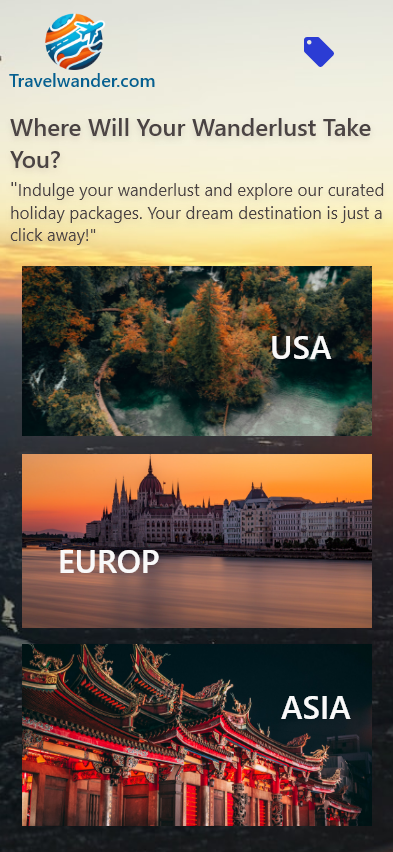 Travelwander.com
Where Will Your Wanderlust Take
You?
"Indulge your wanderlust and explore our curated
holiday packages. Your dream destination is just a
click away!"
USA
EUROP
ASIA